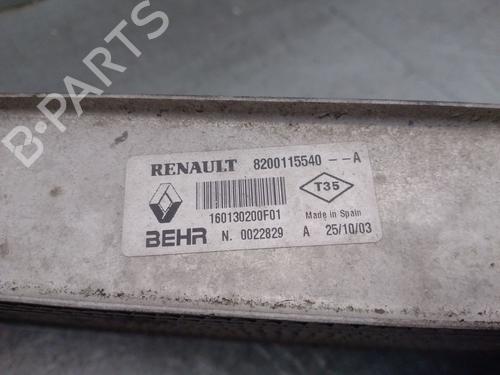 B-PARTS
RENAULT 8200115540 --A
T35
160130200F01 Made in Spain
BEHR N. 0022829 A 25/10/03